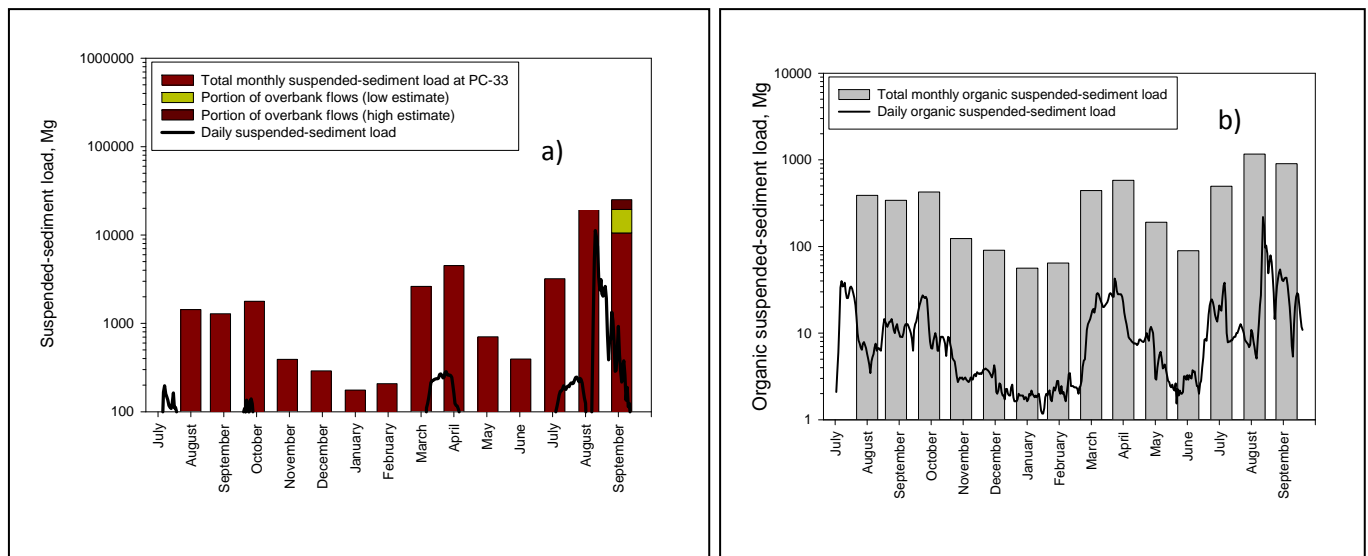 Suspended-sediment load, Mg
1000000
100000
10000
1000
100
Total monthly suspended-sediment load at PC-33
Portion of overbank flows (low estimate)
Portion of overbank flows (high estimate)
Daily suspended-sediment load
a)
July
August
September
October
November
December
January
February
March
April
May
June
July
August
September
Organic suspended-sediment load, Mg
10000
1000
100
10
1
Total monthly organic suspended-sediment load
Daily organic suspended-sediment load
b)
July
August
September
October
November
December
January
February
March
April
May
June
July
August
September